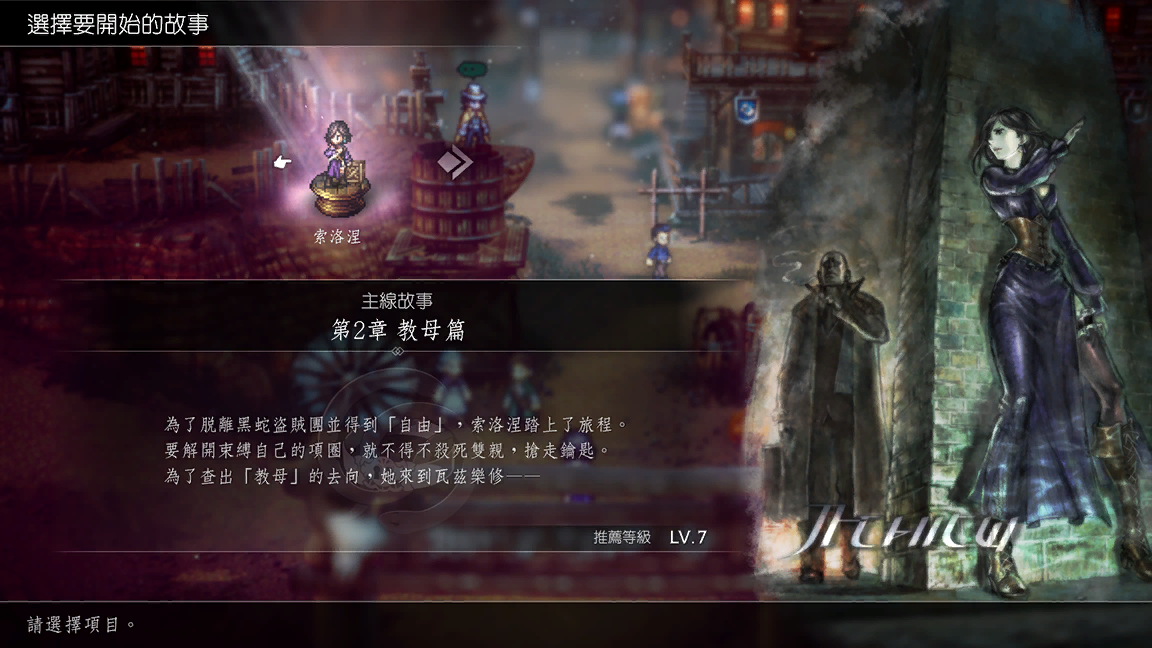 選擇要開始的故事
索洛涅
主線故事
第2章 教母篇
為了脫離黑蛇盜賊團並得到「自由」，索洛涅踏上了旅程。
要解開束縛自己的項圈，就不得不殺死雙親，搶走鑰匙。
為了查出「教母」的去向，她來到瓦茲樂修——
推薦等級 LV.7
請選擇項目。